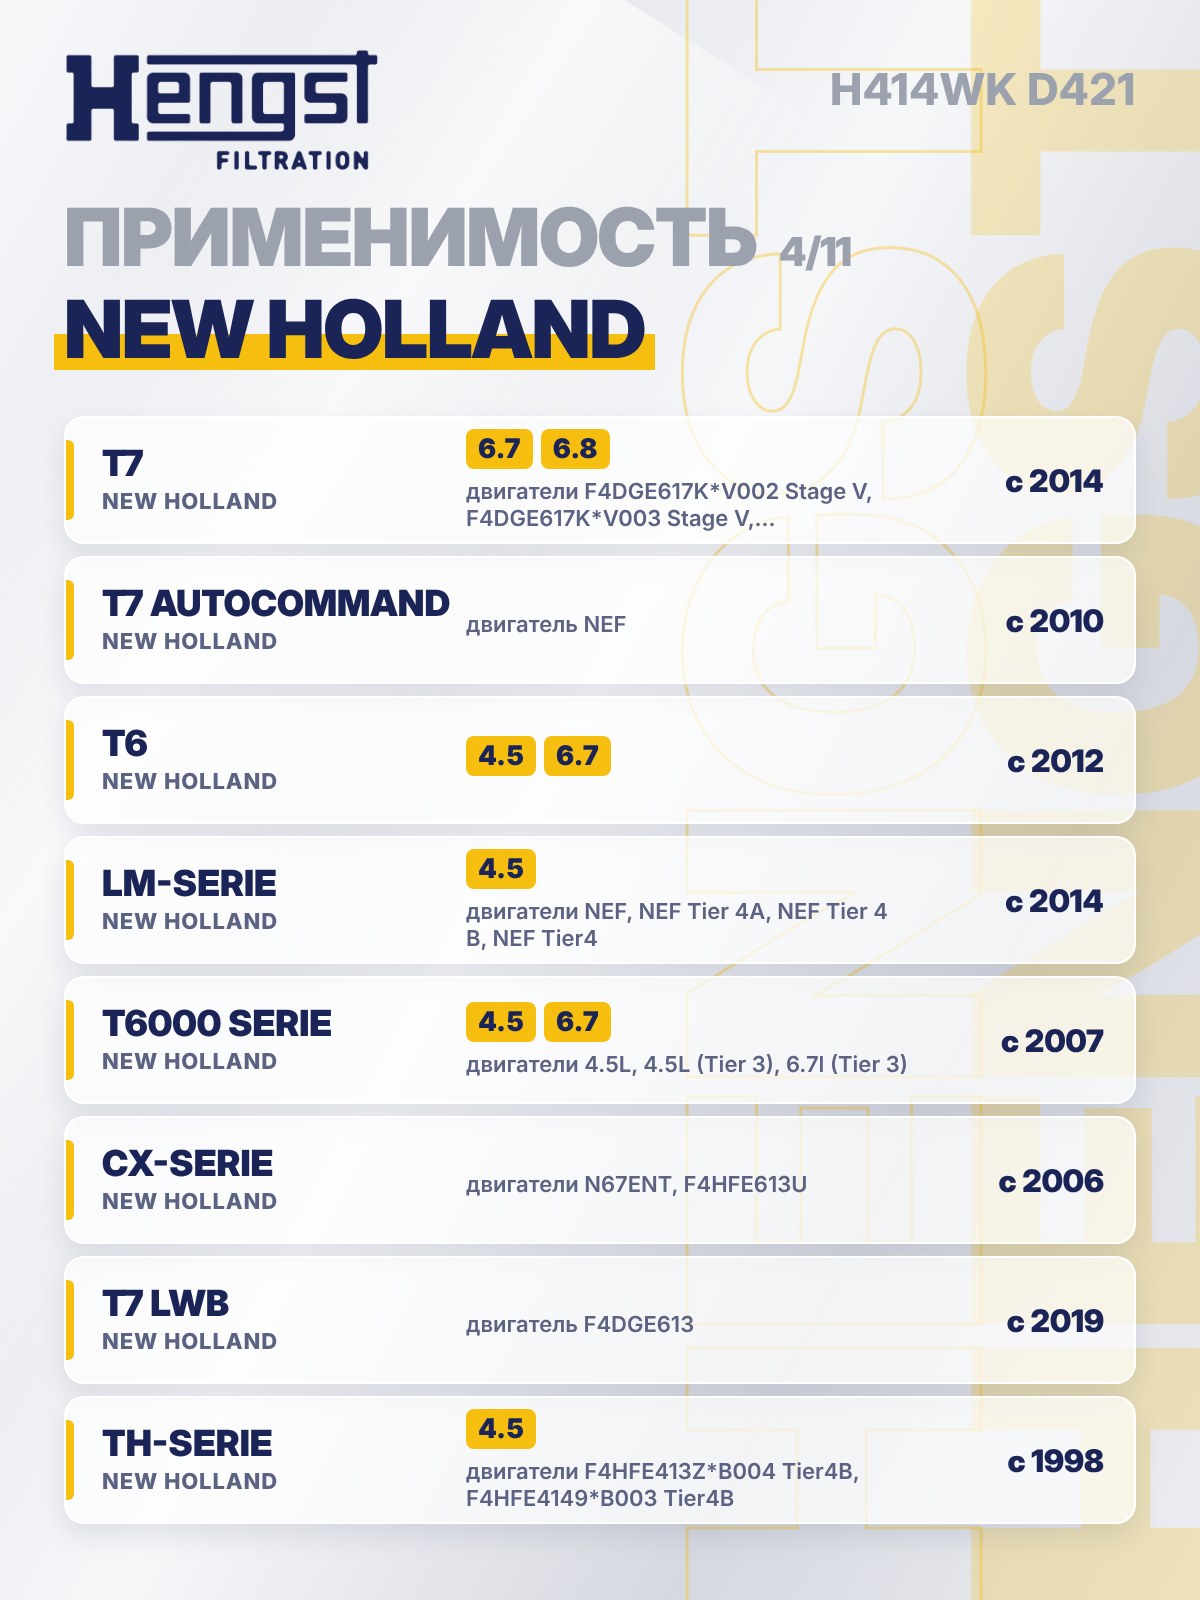 Hengst
FILTRATION
H414WK D421
ПРИМЕНИМОСТЬ 4/11
NEW HOLLAND
T7
NEW HOLLAND
6.7 6.8
двигатели F4DGE617K*V002 Stage V,
F4DGE617K*V003 Stage V,...
с 2014
T7 AUTOCOMMAND
NEW HOLLAND
двигатель NEF
с 2010
T6
NEW HOLLAND
4.5 6.7
с 2012
LM-SERIE
NEW HOLLAND
4.5
двигатели NEF, NEF Tier 4A, NEF Tier 4
B, NEF Tier4
с 2014
T6000 SERIE
NEW HOLLAND
4.5 6.7
двигатели 4.5L, 4.5L (Tier 3), 6.7l (Tier 3)
с 2007
CX-SERIE
NEW HOLLAND
двигатели N67ENT, F4HFE613U
с 2006
T7 LWB
NEW HOLLAND
двигатель F4DGE613
с 2019
TH-SERIE
NEW HOLLAND
4.5
двигатели F4HFE413Z*B004 Tier4B,
F4HFE4149*B003 Tier4B
с 1998
HENGST
HENGST